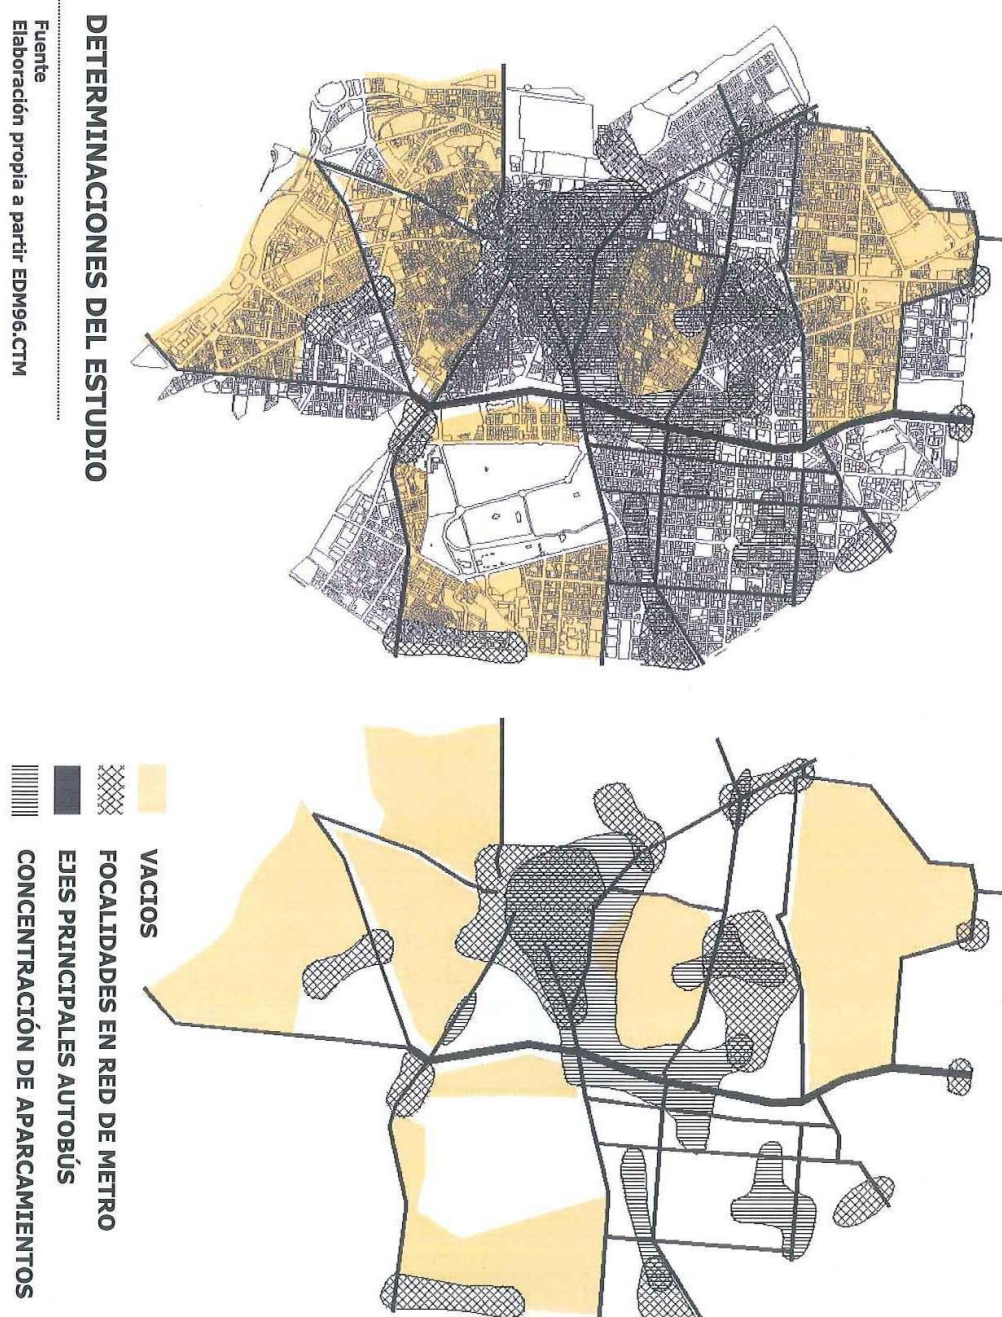 DETERMINACIONES DEL ESTUDIO
Fuente
Elaboración propia a partir EDM96.CTM
VACIOS
FOCALIDADES EN RED DE METRO
EJES PRINCIPALES AUTOBÚS
CONCENTRACIÓN DE APARCAMIENTOS